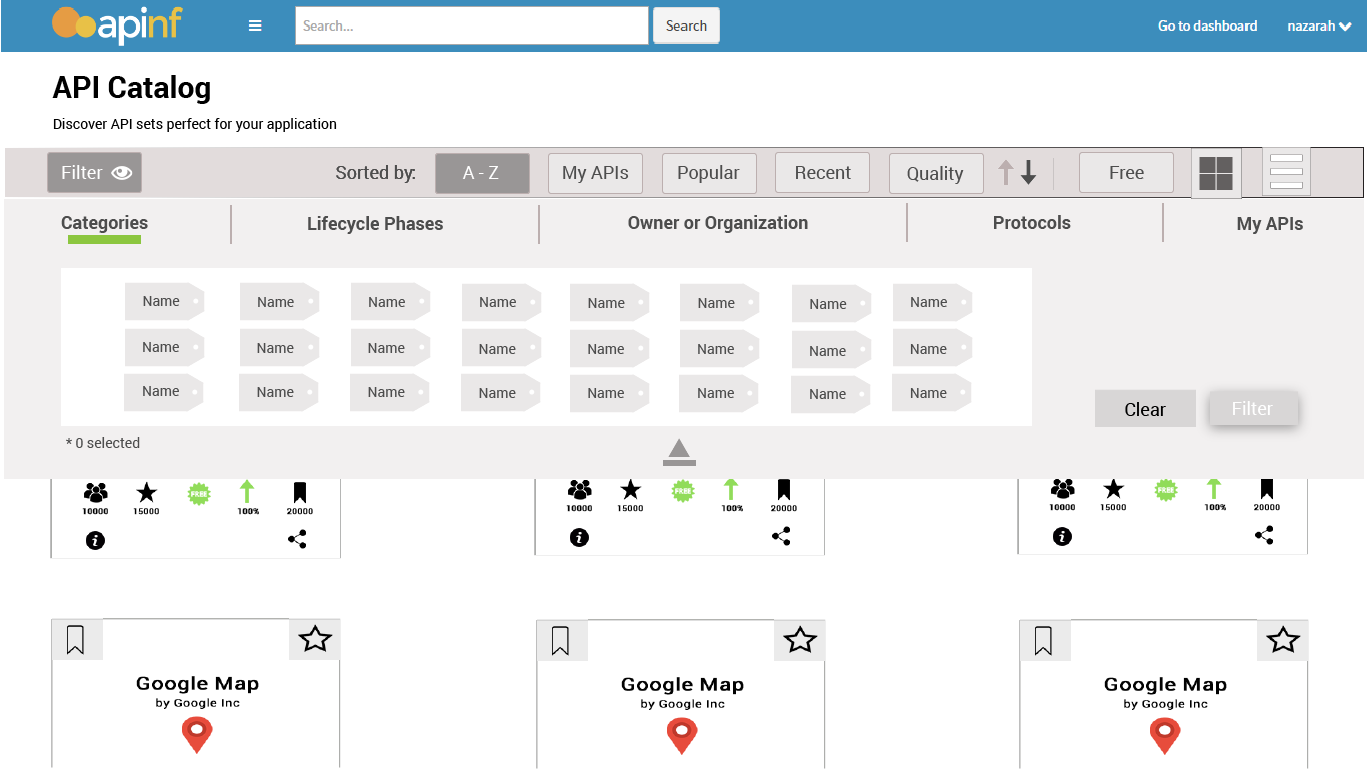 apinf Search... Search Go to dashboard nazarah
API Catalog
Discover API sets perfect for your application
Filter Sorted by: A - Z My APIs Popular Recent Quality Free
Categories Lifecycle Phases Owner or Organization Protocols My APIs
Name Name Name Name Name Name Name Name
Name Name Name Name Name Name Name Name
Name Name Name Name Name Name Name Name
Clear Filter
* 0 selected
FREE FREE FREE
10000 15000 100% 20000 10000 15000 100% 20000 10000 15000 100% 20000
i i i
Google Map Google Map Google Map
by Google Inc by Google Inc by Google Inc